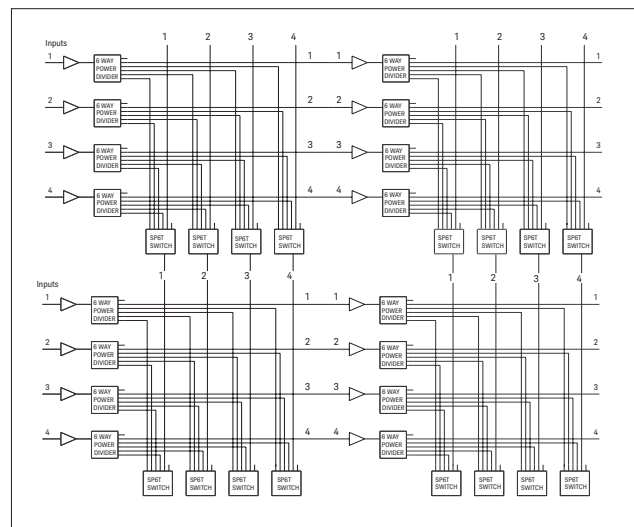 1 2 3 4 1 2 3 4
Inputs
1 6 WAY POWER DIVIDER 1 1 6 WAY POWER DIVIDER 1
2 6 WAY POWER DIVIDER 2 2 6 WAY POWER DIVIDER 2
3 6 WAY POWER DIVIDER 3 3 6 WAY POWER DIVIDER 3
4 6 WAY POWER DIVIDER 4 4 6 WAY POWER DIVIDER 4
SP6T SWITCH SP6T SWITCH SP6T SWITCH SP6T SWITCH SP6T SWITCH SP6T SWITCH SP6T SWITCH SP6T SWITCH
1 2 3 4 1 2 3 4
Inputs
1 6 WAY POWER DIVIDER 1 1 6 WAY POWER DIVIDER 1
2 6 WAY POWER DIVIDER 2 2 6 WAY POWER DIVIDER 2
3 6 WAY POWER DIVIDER 3 3 6 WAY POWER DIVIDER 3
4 6 WAY POWER DIVIDER 4 4 6 WAY POWER DIVIDER 4
SP6T SWITCH SP6T SWITCH SP6T SWITCH SP6T SWITCH SP6T SWITCH SP6T SWITCH SP6T SWITCH SP6T SWITCH